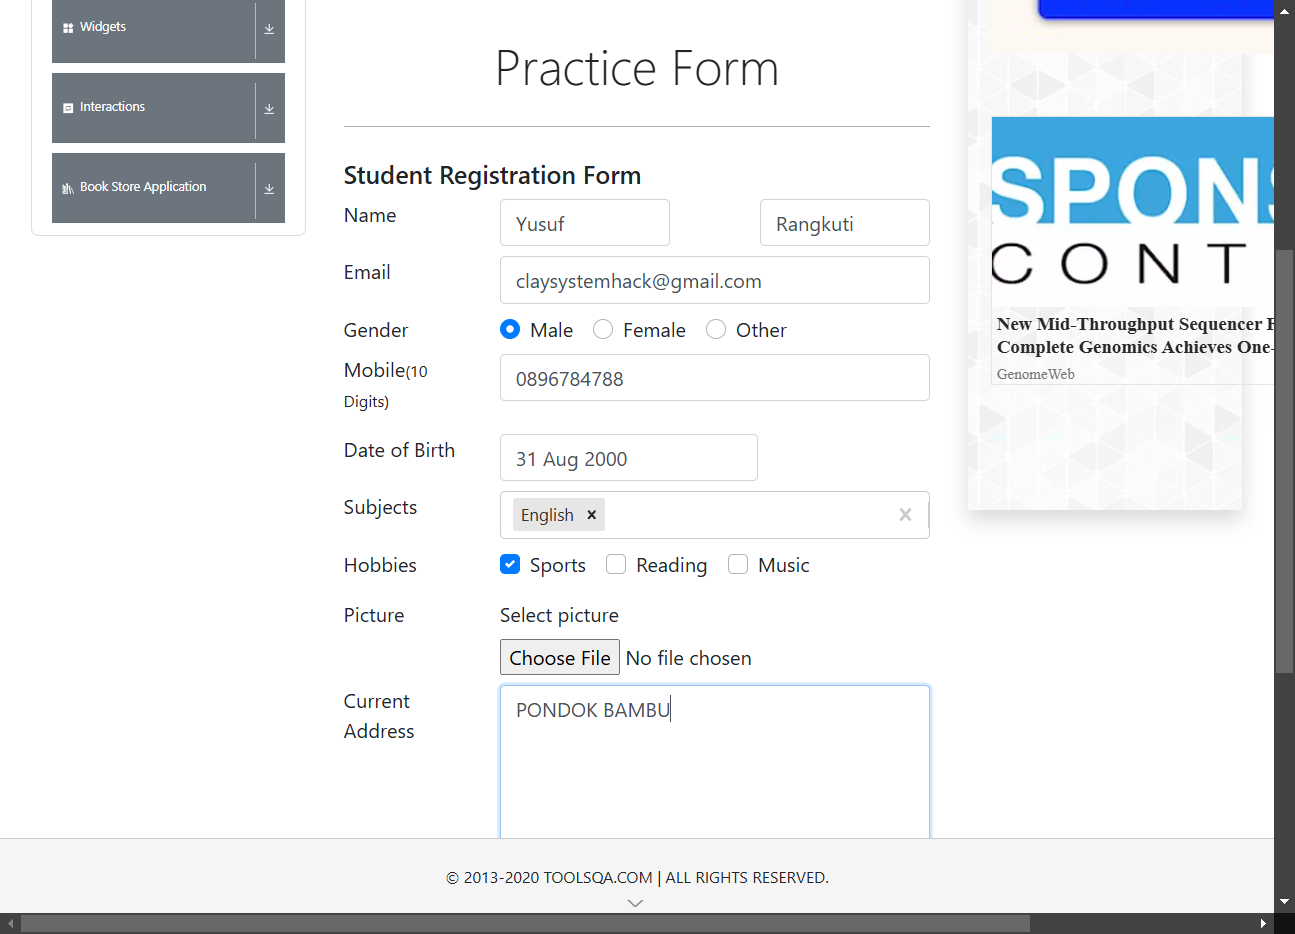 Widgets
Interactions
Book Store Application
Practice Form
Student Registration Form
Name
Yusuf
Rangkuti
Email
claysystemhack@gmail.com
Gender
Male
Female
Other
Mobile(10
Digits)
0896784788
Date of Birth
31 Aug 2000
Subjects
English
Hobbies
Sports
Reading
Music
Picture
Select picture
Choose File No file chosen
Current
Address
PONDOK BAMBU
SPONS
CONT
New Mid-Throughput Sequencer
Complete Genomics Achieves One-
GenomeWeb
© 2013-2020 TOOLSQA.COM | ALL RIGHTS RESERVED.